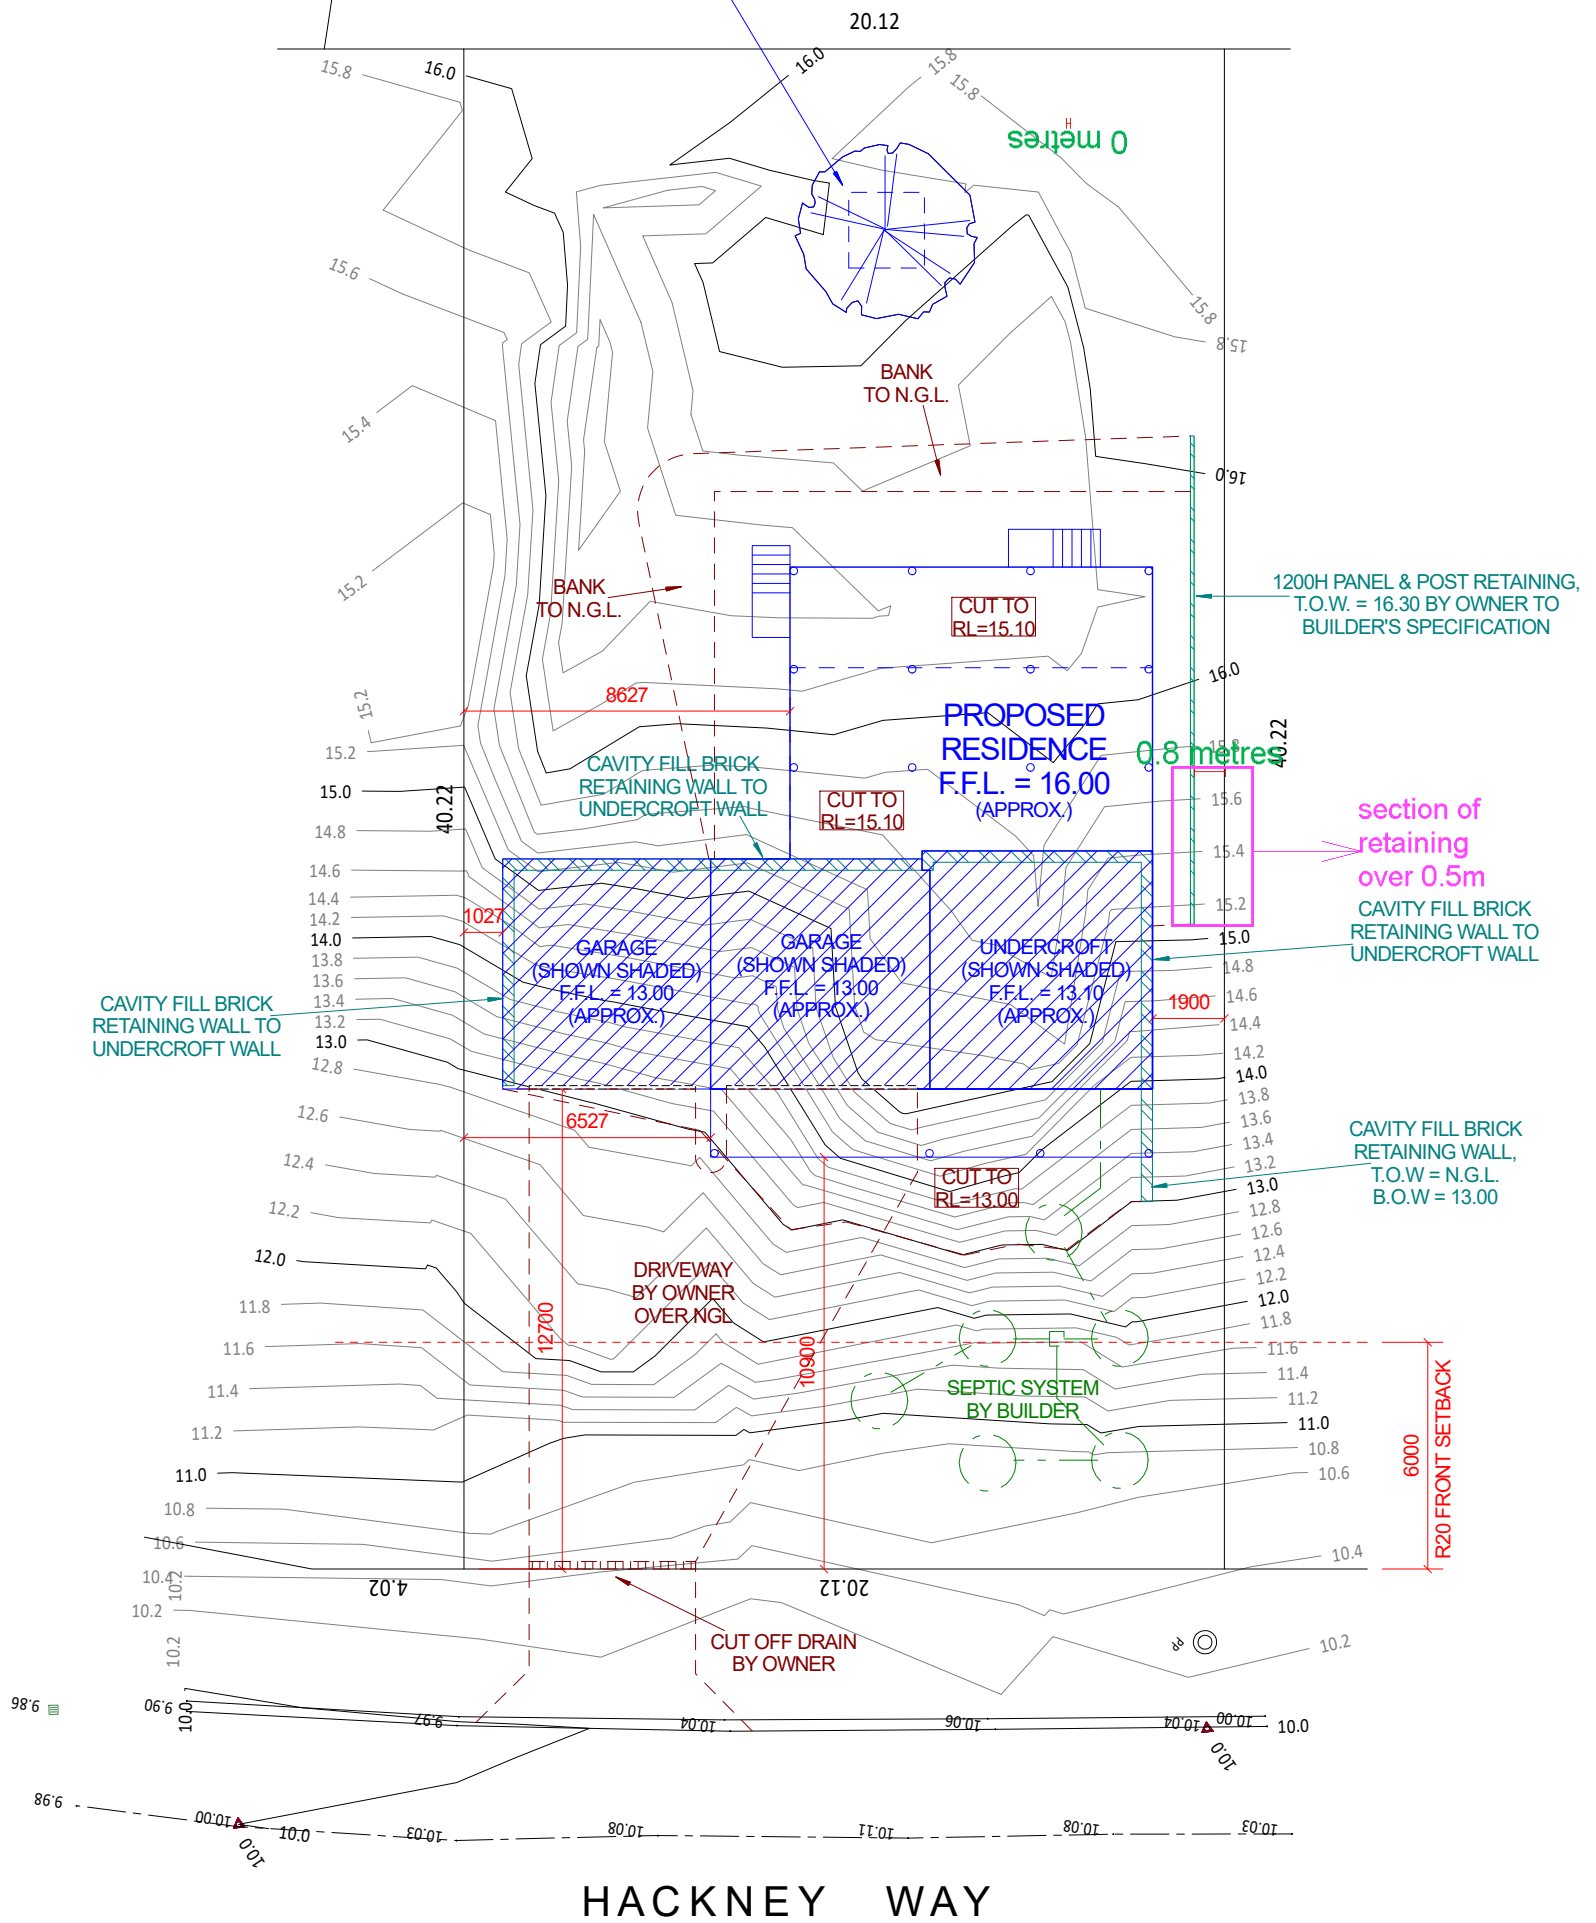 20.12
15.8
16.0
16.0
15.8
15.8
0 metres
H
15.6
15.8
15.8
BANK
TO N.G.L.
15.4
16.0
15.2
BANK
TO N.G.L.
CUT TO
RL=15.10
1200H PANEL & POST RETAINING,
T.O.W. = 16.30 BY OWNER TO
BUILDER'S SPECIFICATION
16.0
15.2
8627
PROPOSED
RESIDENCE
F.F.L. = 16.00
(APPROX.)
15.8
0.8 metres
40.22
15.2
CAVITY FILL BRICK
RETAINING WALL TO
UNDERCROFT WALL
15.0
40.22
CUT TO
RL=15.10
15.6
section of
retaining
over 0.5m
14.8
15.4
14.6
14.4
15.2
14.2
1027
14.0
15.0
CAVITY FILL BRICK
RETAINING WALL TO
UNDERCROFT WALL
GARAGE
(SHOWN SHADED)
F.F.L. = 13.00
(APPROX.)
GARAGE
(SHOWN SHADED)
F.F.L. = 13.00
(APPROX.)
UNDERCROFT
(SHOWN SHADED)
F.F.L. = 13.10
(APPROX.)
13.8
14.8
13.6
14.6
13.4
1900
CAVITY FILL BRICK
RETAINING WALL TO
UNDERCROFT WALL
13.2
14.4
13.0
14.2
12.8
14.0
13.8
12.6
6527
13.6
13.4
CAVITY FILL BRICK
RETAINING WALL,
T.O.W = N.G.L.
B.O.W = 13.00
12.4
13.2
CUT TO
RL=13.00
13.0
12.2
12.8
12.6
12.0
12.4
DRIVEWAY
BY OWNER
OVER NGL
12.2
11.8
12.0
12700
11.8
11.6
10900
11.6
11.4
11.4
SEPTIC SYSTEM
BY BUILDER
11.2
11.2
11.0
6000
R20 FRONT SETBACK
11.0
10.8
10.6
10.8
10.6
10.4
10.4
10.2
4.02
20.12
10.2
10.2
CUT OFF DRAIN
BY OWNER
PP
10.2
9.86
9.90
10.0
9.97
10.04
10.06
10.04
10.00
10.0
10.0
9.98
10.00
10.0
10.0
10.03
10.08
10.11
10.08
10.03
HACKNEY WAY